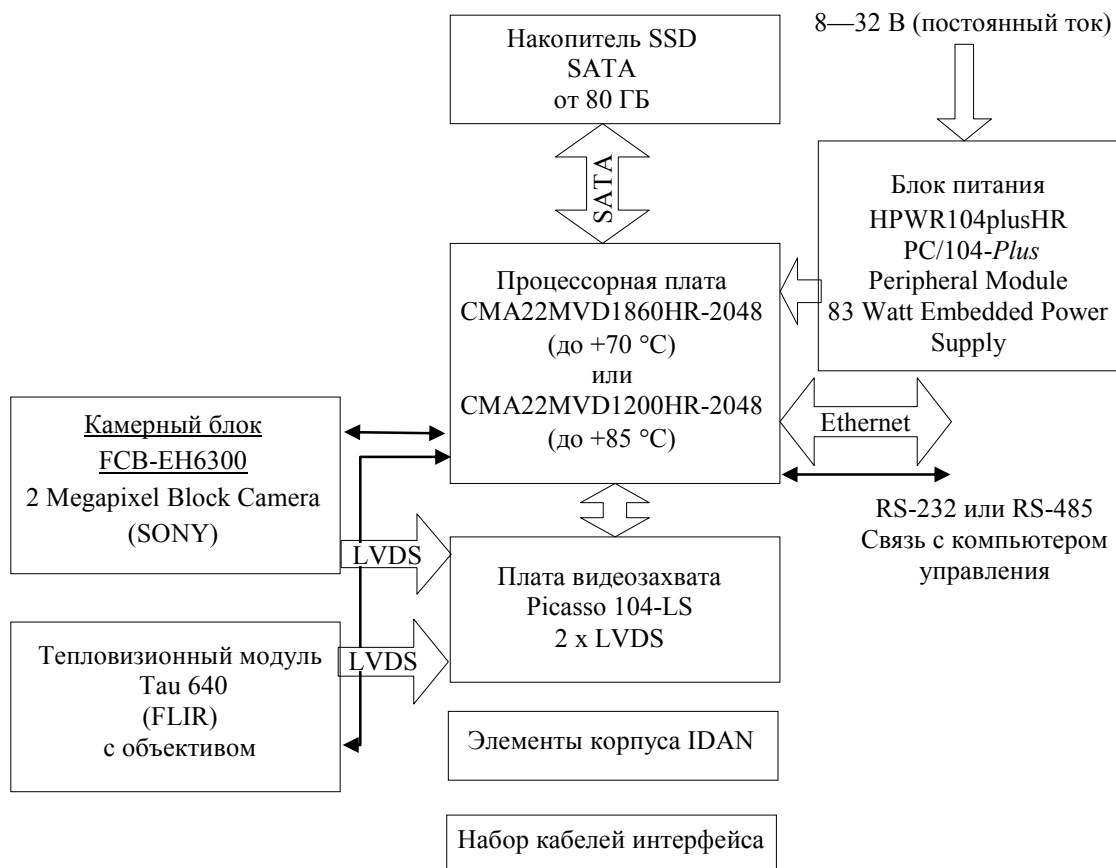 Накопитель SSD
SATA
от 80 ГБ
8—32 В (постоянный ток)
SATA
Блок питания
HPWR104plusHR
PC/104-Plus
Peripheral Module
83 Watt Embedded Power
Supply
Процессорная плата
CMA22MVD1860HR-2048
(до +70 °C)
или
CMA22MVD1200HR-2048
(до +85 °C)
Ethernet
RS-232 или RS-485
Связь с компьютером
управления
Камерный блок
FCB-EH6300
2 Megapixel Block Camera
(SONY)
LVDS
Плата видеозахвата
Picasso 104-LS
2 x LVDS
Тепловизионный модуль
Tau 640
(FLIR)
с объективом
LVDS
Элементы корпуса IDAN
Набор кабелей интерфейса